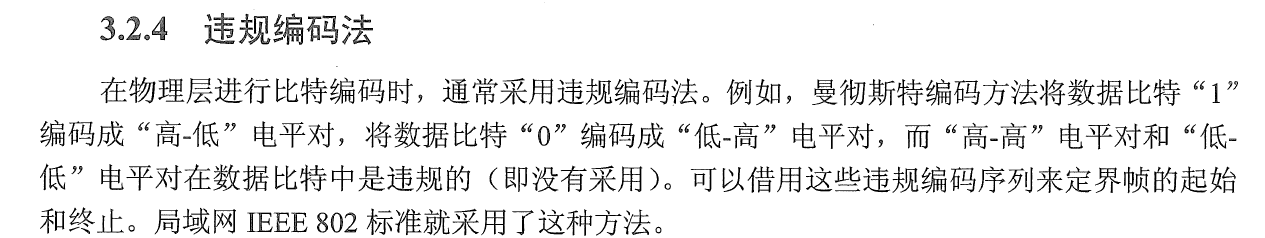 3.2.4 违规编码法
在物理层进行比特编码时，通常采用违规编码法。例如，曼彻斯特编码方法将数据比特“1”
编码成“高-低”电平对，将数据比特“0”编码成“低-高”电平对，而“高-高”电平对和“低-
低”电平对在数据比特中是违规的（即没有采用）。可以借用这些违规编码序列来定界帧的起始
和终止。局域网 IEEE 802 标准就采用了这种方法。